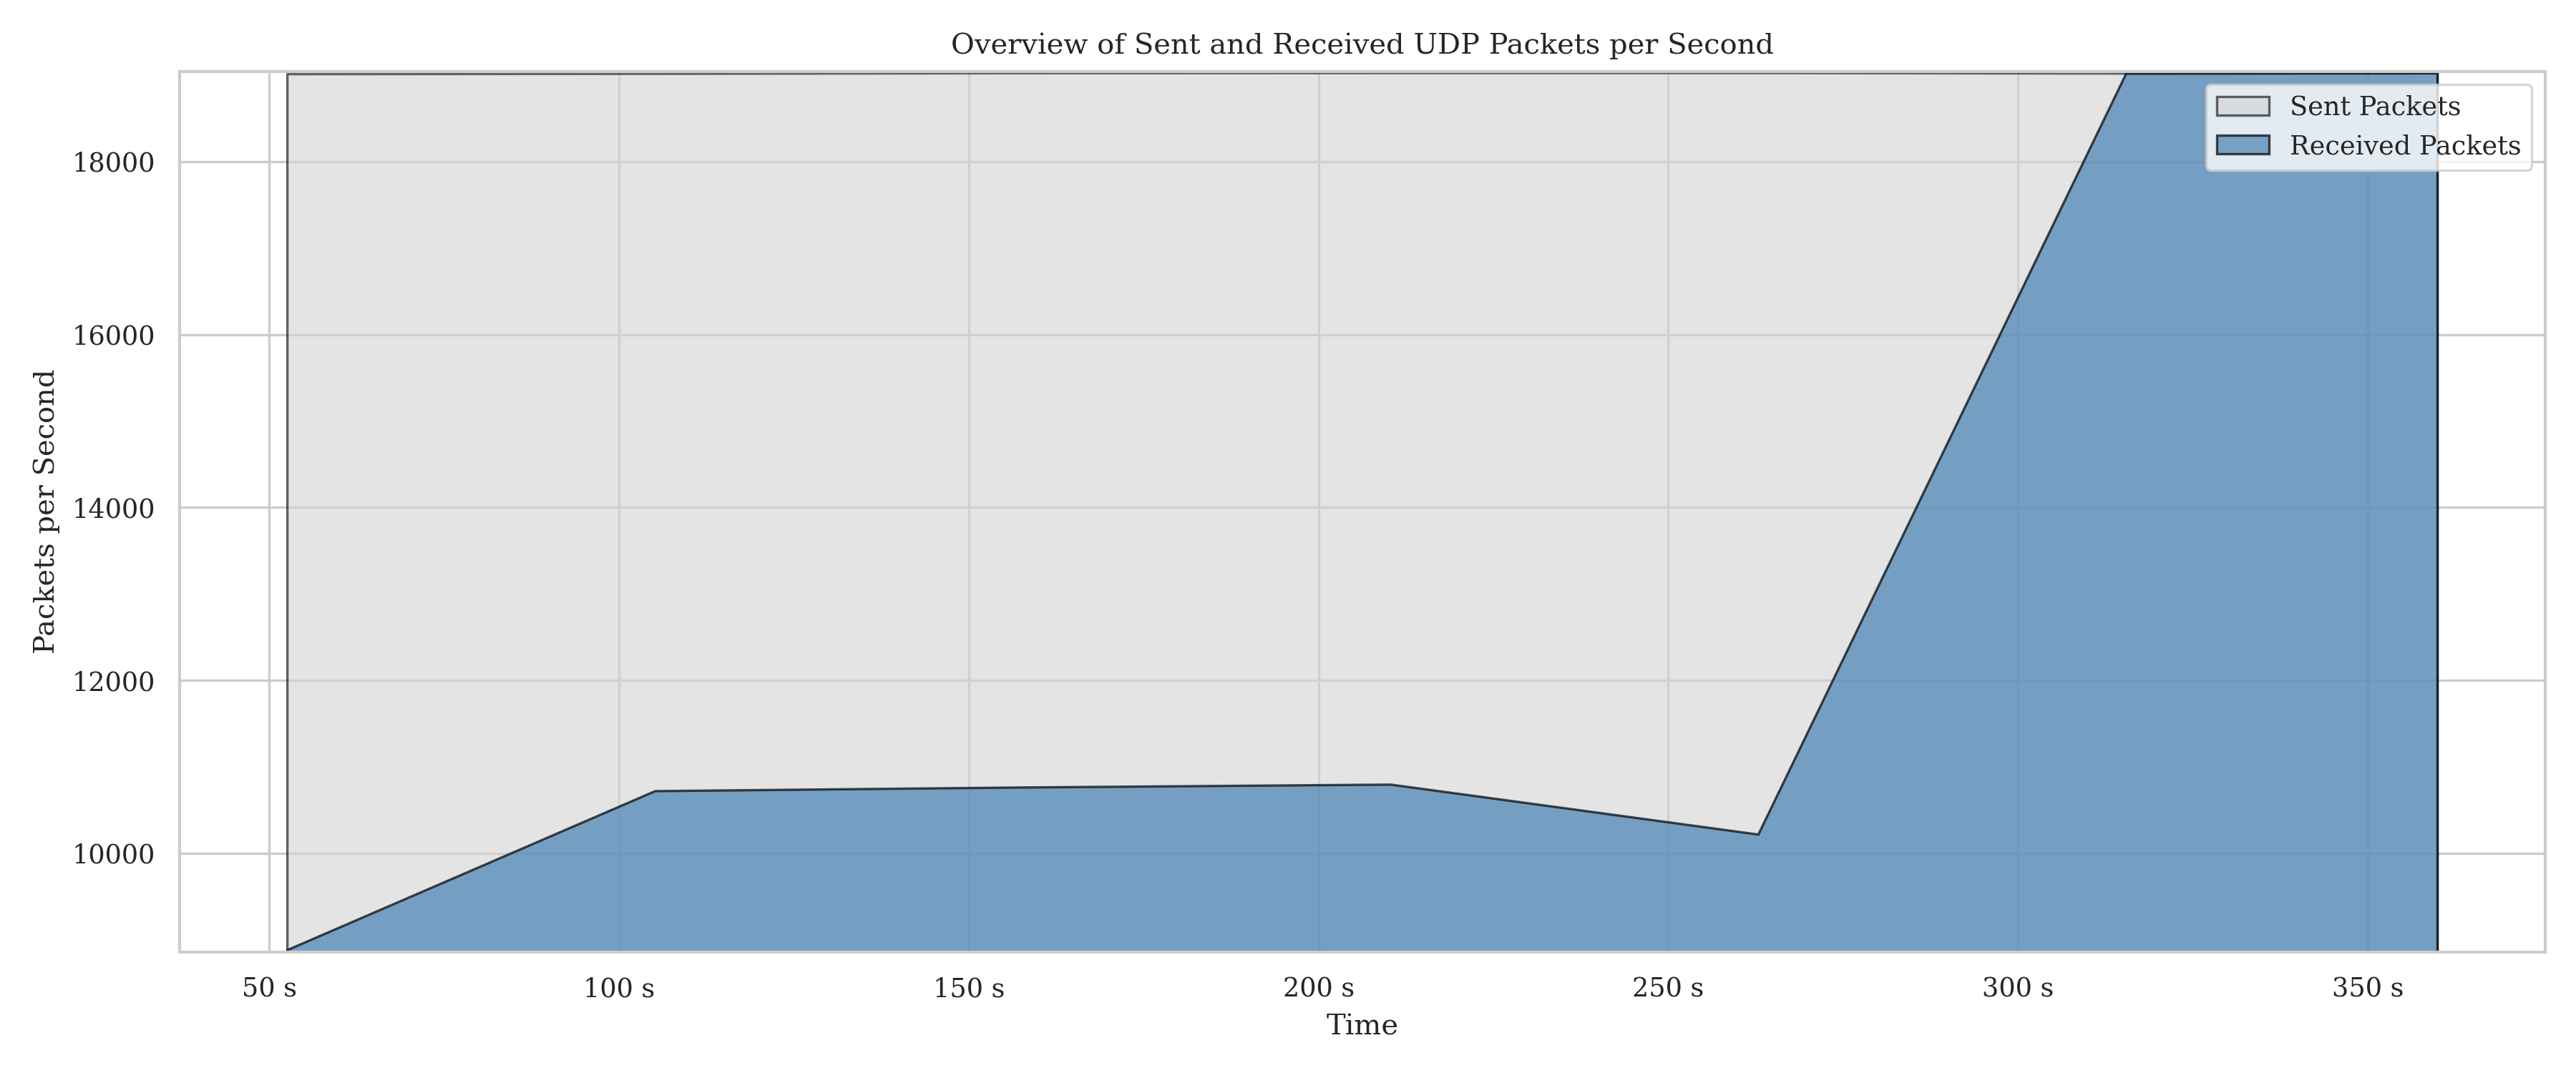 Overview of Sent and Received UDP Packets per Second
Sent Packets
Received Packets
18000
16000
14000
12000
10000
Packets per Second
50 s
100 s
150 s
200 s
250 s
300 s
350 s
Time